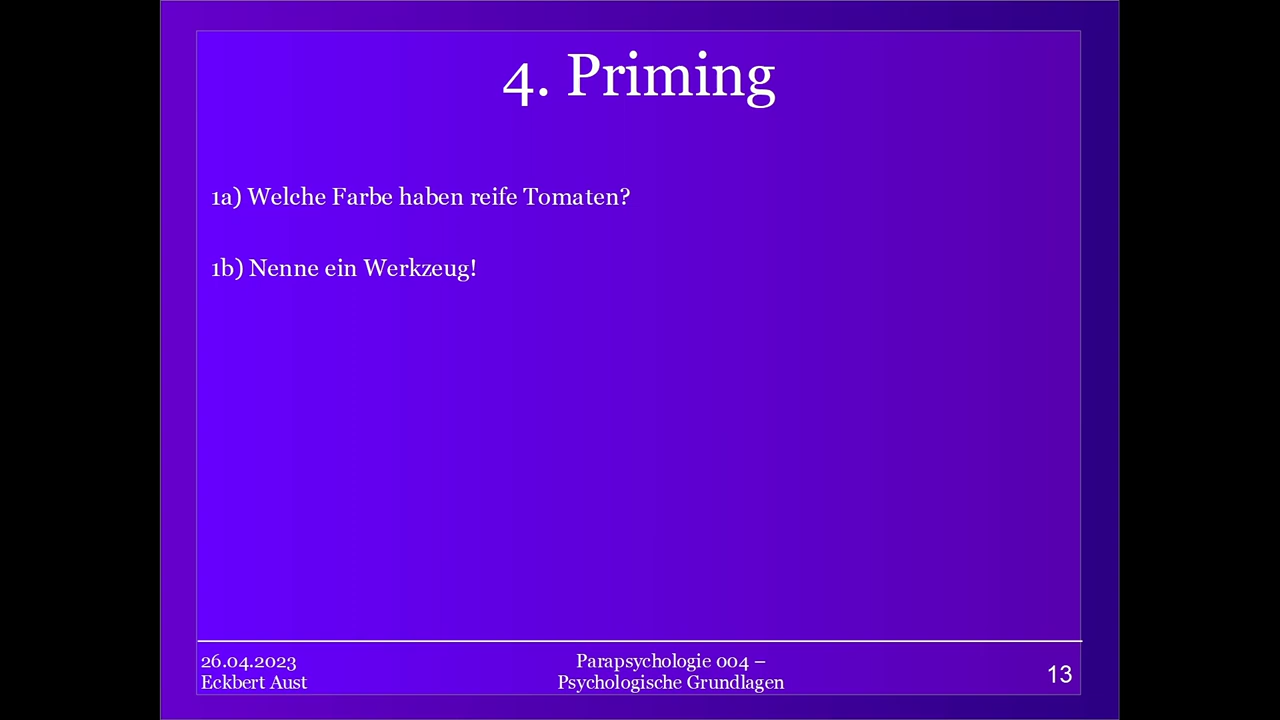 4. Priming
1a) Welche Farbe haben reife Tomaten?
1b) Nenne ein Werkzeug!
26.04.2023
Eckbert Aust
Parapsychologie 004 –
Psychologische Grundlagen
13